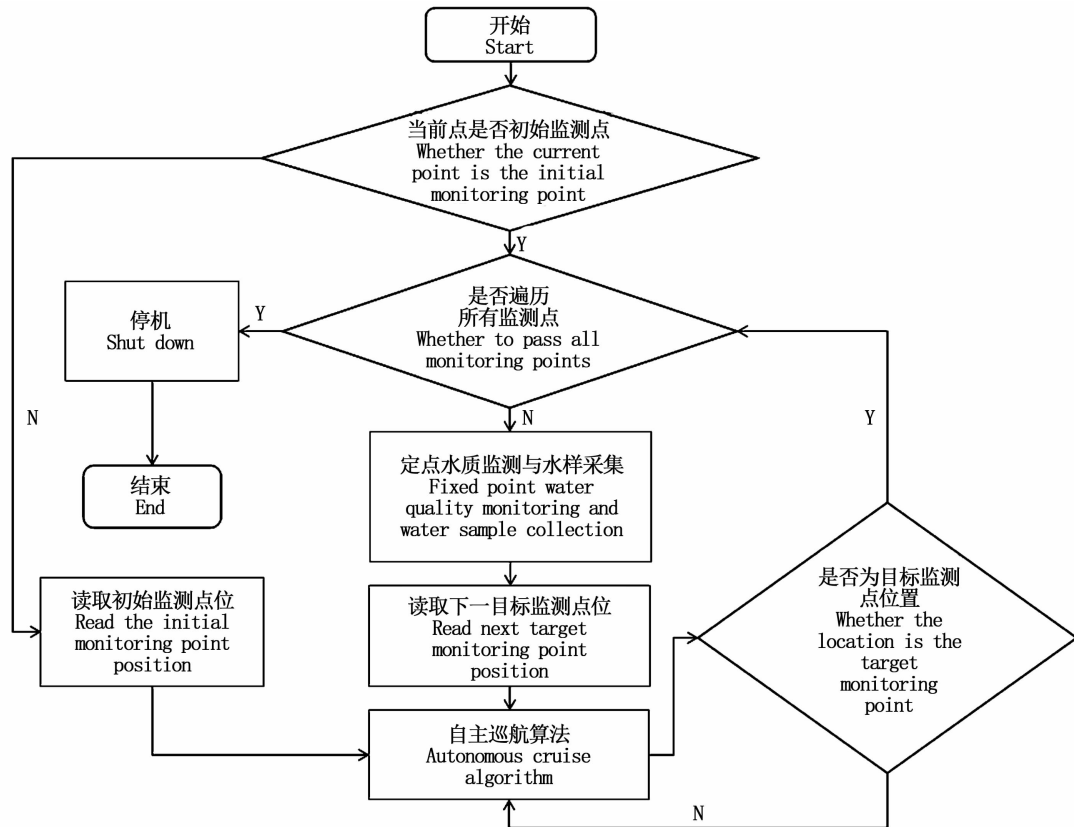 开始
Start
当前点是否初始监测点
Whether the current
point is the initial
monitoring point
Y
是否遍历
所有监测点
Whether to pass all
monitoring points
Y
停机
Shut down
N
N
Y
结束
End
定点水质监测与水样采集
Fixed point water
quality monitoring and
water sample collection
读取初始监测点位
Read the initial
monitoring point
position
读取下一目标监测点位
Read next target
monitoring point
position
是否为目标监测
点位置
Whether the
location is the
target
monitoring
point
自主巡航算法
Autonomous cruise
algorithm
N